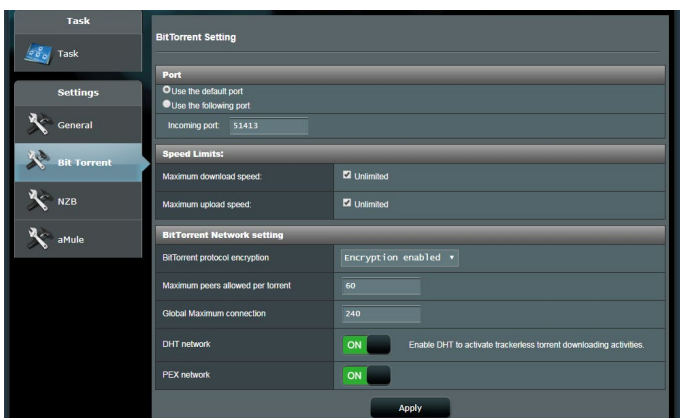 Task
Task
Settings
General
Bit Torrent
NZB
aMule
BitTorrent Setting
Port
Use the default port
Use the following port
Incoming port: 51413
Speed Limits:
Maximum download speed: Unlimited
Maximum upload speed: Unlimited
BitTorrent Network setting
BitTorrent protocol encryption Encryption enabled
Maximum peers allowed per torrent 60
Global Maximum connection 240
DHT network ON Enable DHT to activate trackerless torrent downloading activities.
PEX network ON
Apply